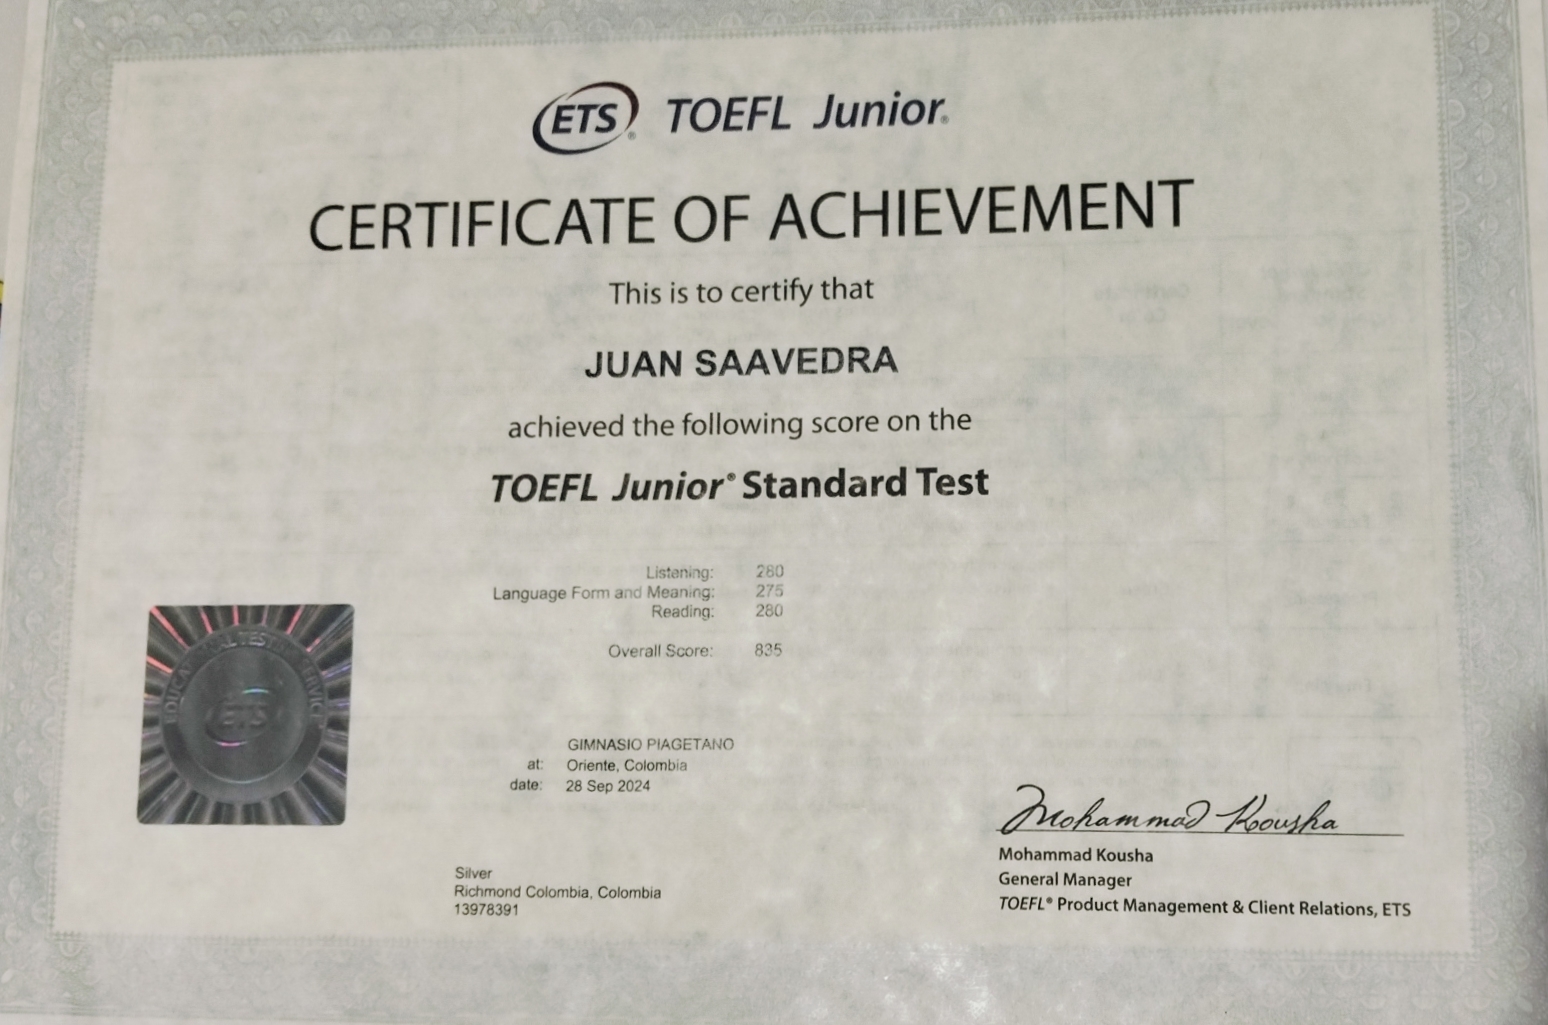 ETS® TOEFL Junior®
CERTIFICATE OF ACHIEVEMENT
This is to certify that
JUAN SAAVEDRA
achieved the following score on the
TOEFL Junior® Standard Test
Listening: 280
Language Form and Meaning: 275
Reading: 280
Overall Score: 835
ETS
GIMNASIO PIAGETANO
at: Oriente, Colombia
date: 28 Sep 2024
Silver
Richmond Colombia, Colombia
13978391
Mohammad Kousha
Mohammad Kousha
General Manager
TOEFL® Product Management & Client Relations, ETS